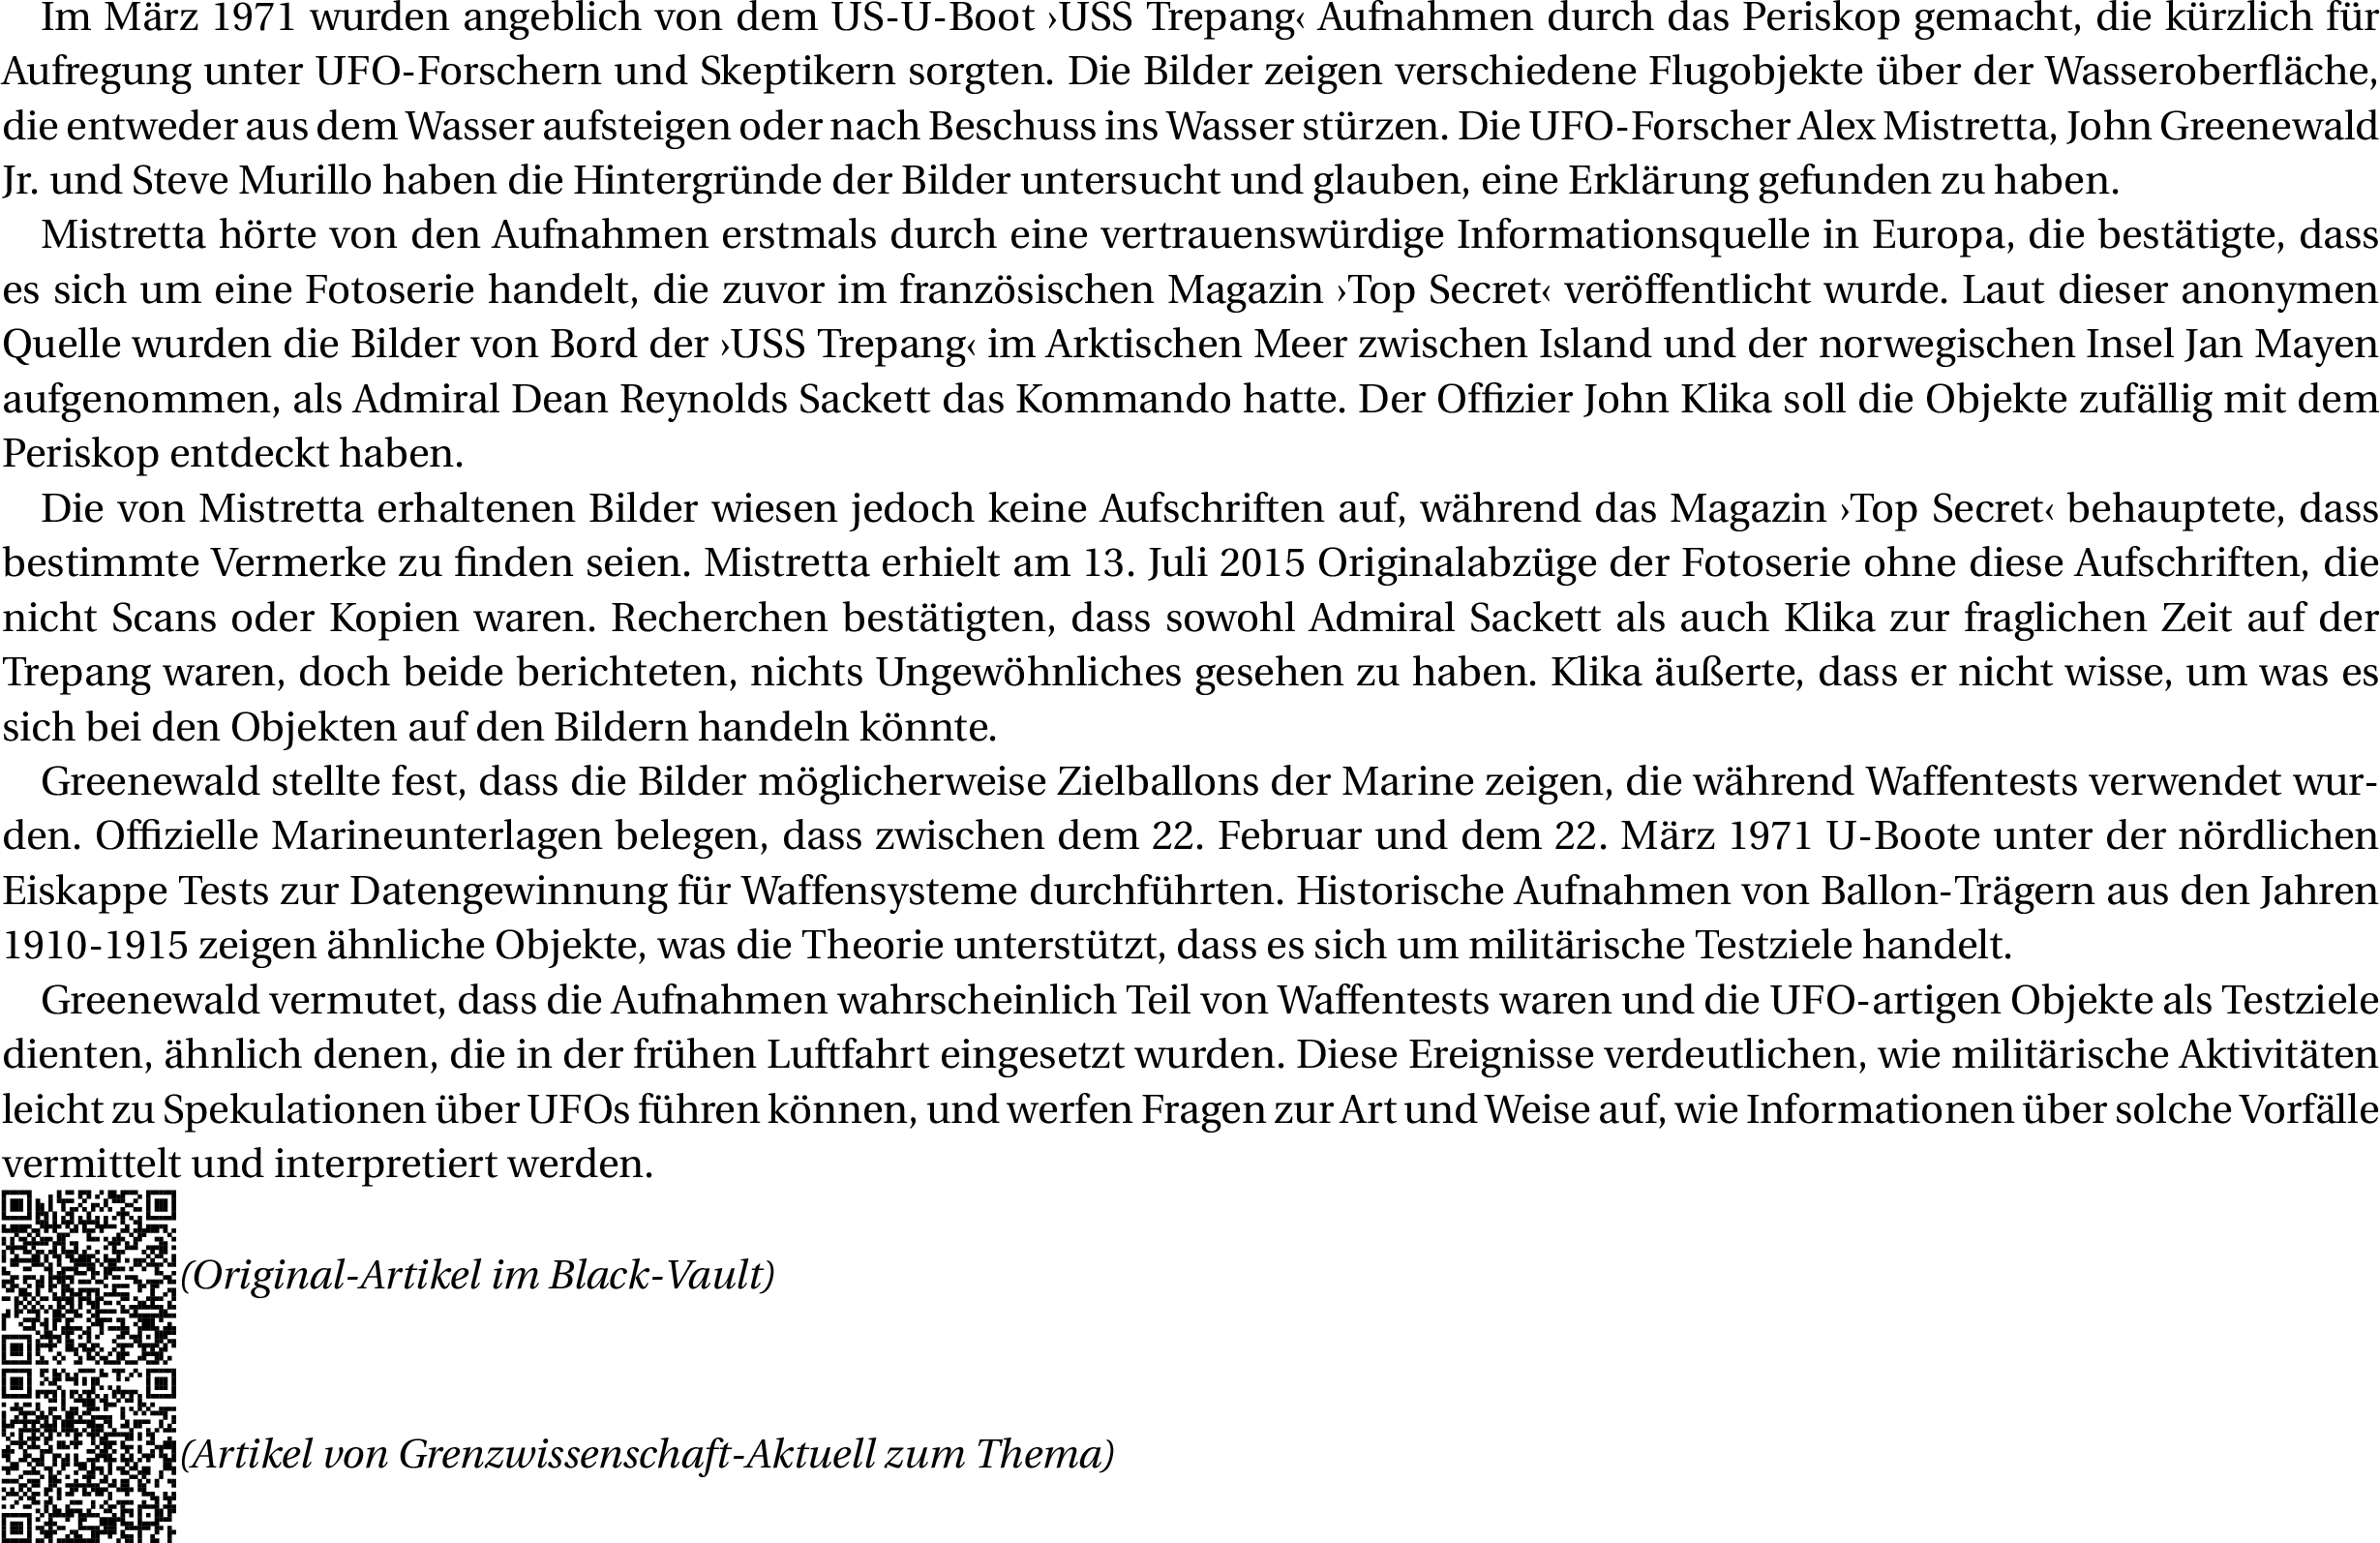 Im März 1971 wurden angeblich von dem US-U-Boot ›USS Trepang‹ Aufnahmen durch das Periskop gemacht, die kürzlich für
Aufregung unter UFO-Forschern und Skeptikern sorgten. Die Bilder zeigen verschiedene Flugobjekte über der Wasseroberfläche,
die entweder aus dem Wasser aufsteigen oder nach Beschuss ins Wasser stürzen. Die UFO-Forscher Alex Mistretta, John Greenewald
Jr. und Steve Murillo haben die Hintergründe der Bilder untersucht und glauben, eine Erklärung gefunden zu haben.
Mistretta hörte von den Aufnahmen erstmals durch eine vertrauenswürdige Informationsquelle in Europa, die bestätigte, dass
es sich um eine Fotoserie handelt, die zuvor im französischen Magazin ›Top Secret‹ veröffentlicht wurde. Laut dieser anonymen
Quelle wurden die Bilder von Bord der ›USS Trepang‹ im Arktischen Meer zwischen Island und der norwegischen Insel Jan Mayen
aufgenommen, als Admiral Dean Reynolds Sackett das Kommando hatte. Der Offizier John Klika soll die Objekte zufällig mit dem
Periskop entdeckt haben.
Die von Mistretta erhaltenen Bilder wiesen jedoch keine Aufschriften auf, während das Magazin ›Top Secret‹ behauptete, dass
bestimmte Vermerke zu finden seien. Mistretta erhielt am 13. Juli 2015 Originalabzüge der Fotoserie ohne diese Aufschriften, die
nicht Scans oder Kopien waren. Recherchen bestätigten, dass sowohl Admiral Sackett als auch Klika zur fraglichen Zeit auf der
Trepang waren, doch beide berichteten, nichts Ungewöhnliches gesehen zu haben. Klika äußerte, dass er nicht wisse, um was es
sich bei den Objekten auf den Bildern handeln könnte.
Greenewald stellte fest, dass die Bilder möglicherweise Zielballons der Marine zeigen, die während Waffentests verwendet wur-
den. Offizielle Marineunterlagen belegen, dass zwischen dem 22. Februar und dem 22. März 1971 U-Boote unter der nördlichen
Eiskappe Tests zur Datengewinnung für Waffensysteme durchführten. Historische Aufnahmen von Ballon-Trägern aus den Jahren
1910-1915 zeigen ähnliche Objekte, was die Theorie unterstützt, dass es sich um militärische Testziele handelt.
Greenewald vermutet, dass die Aufnahmen wahrscheinlich Teil von Waffentests waren und die UFO-artigen Objekte als Testziele
dienten, ähnlich denen, die in der frühen Luftfahrt eingesetzt wurden. Diese Ereignisse verdeutlichen, wie militärische Aktivitäten
leicht zu Spekulationen über UFOs führen können, und werfen Fragen zur Art und Weise auf, wie Informationen über solche Vorfälle
vermittelt und interpretiert werden.
(Original-Artikel im Black-Vault)
(Artikel von Grenzwissenschaft-Aktuell zum Thema)